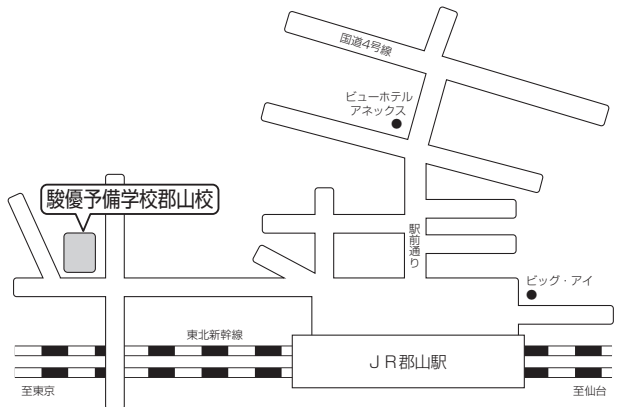 国道4号線
ビューホテル
アネックス
駿優予備学校郡山校
駅前通り
ビッグ・アイ
東北新幹線
ＪＲ郡山駅
至東京
至仙台